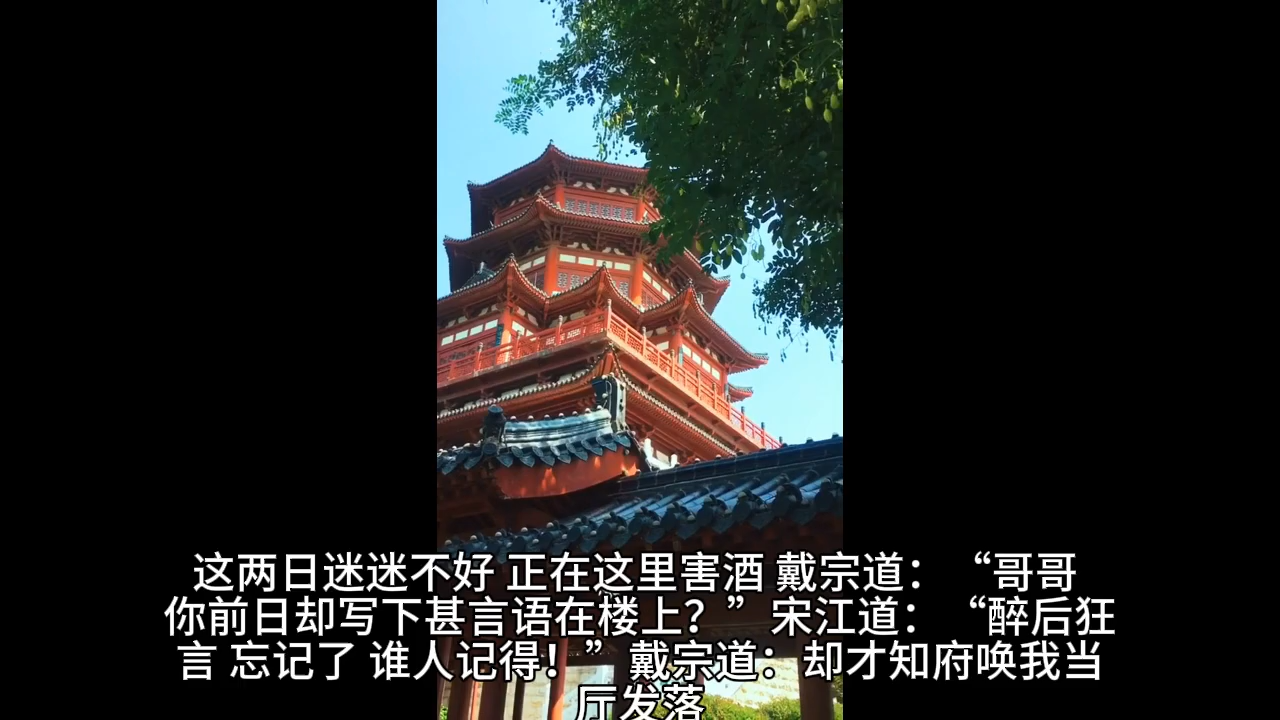 这两日迷迷不好 正在这里害酒 戴宗道：“哥哥
你前日却写下甚言语在楼上？”宋江道：“醉后狂
言 忘记了 谁人记得！”戴宗道：却才知府唤我当
厅发落